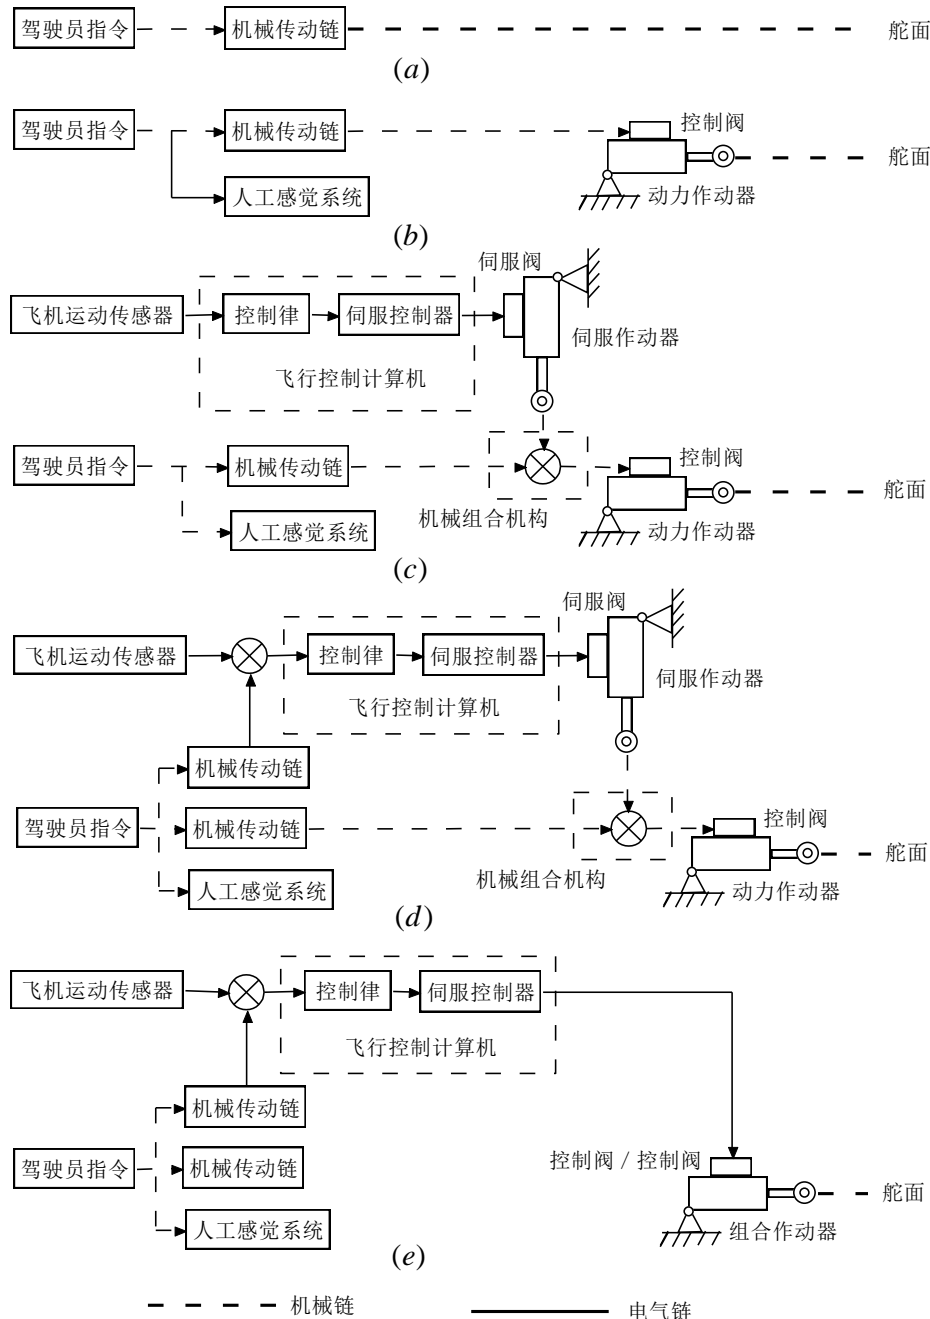 驾驶员指令
机械传动链
舵面
(a)
驾驶员指令
机械传动链
控制阀
舵面
人工感觉系统
动力作动器
(b)
伺服阀
飞机运动传感器
控制律
伺服控制器
伺服作动器
飞行控制计算机
驾驶员指令
机械传动链
控制阀
舵面
机械组合机构
人工感觉系统
动力作动器
(c)
伺服阀
飞机运动传感器
控制律
伺服控制器
伺服作动器
飞行控制计算机
机械传动链
驾驶员指令
机械传动链
控制阀
舵面
机械组合机构
人工感觉系统
动力作动器
(d)
飞机运动传感器
控制律
伺服控制器
飞行控制计算机
机械传动链
驾驶员指令
机械传动链
控制阀 / 控制阀
舵面
人工感觉系统
组合作动器
(e)
机械链
电气链